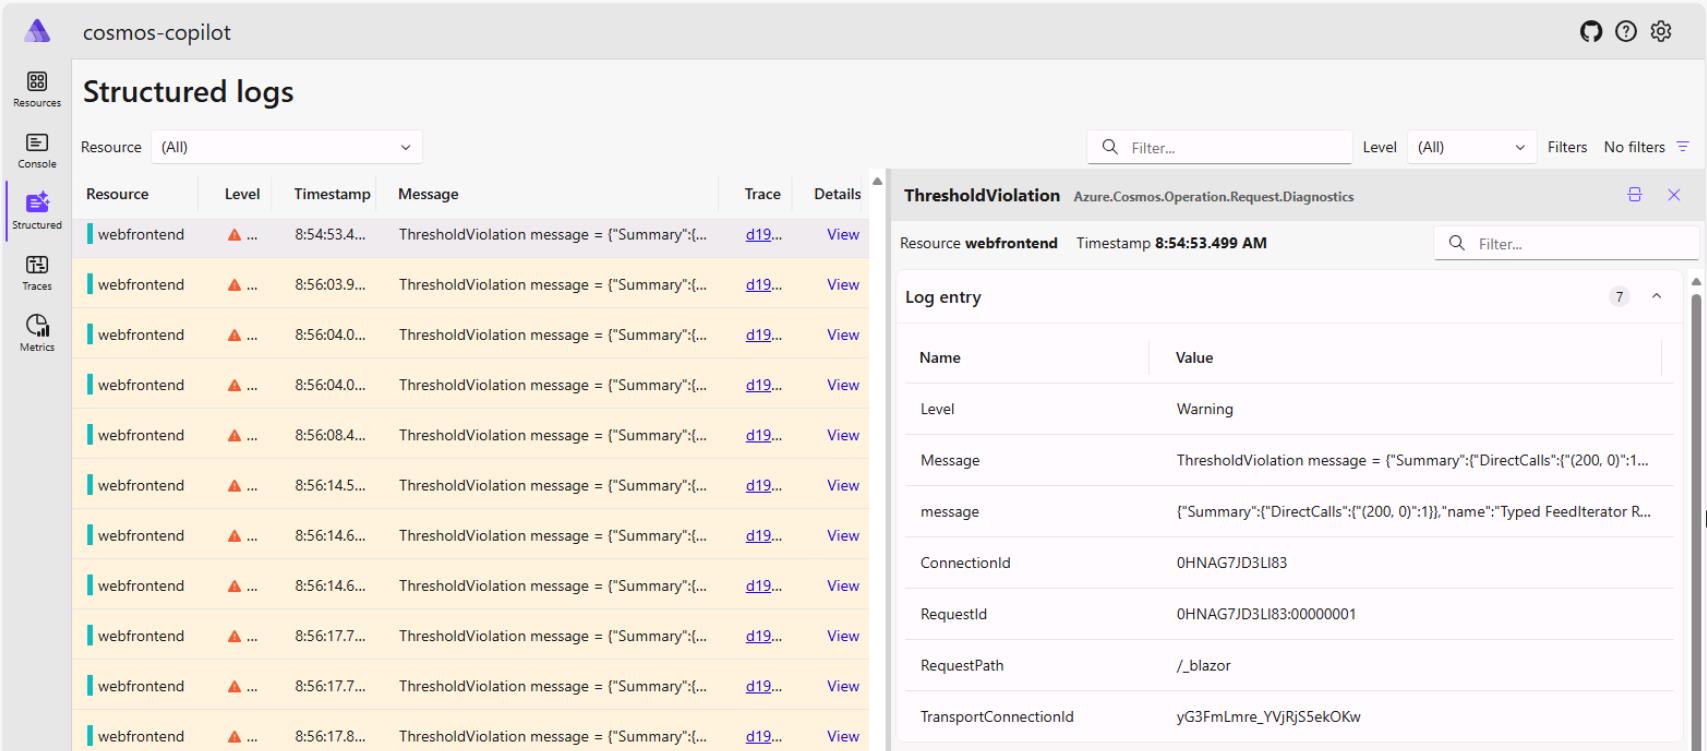 cosmos-copilot
Resources
Console
Structured
Traces
Metrics
Structured logs
Resource (All) Filter... Level (All) Filters No filters
Resource Level Timestamp Message Trace Details
webfrontend ... 8:54:53.4... ThresholdViolation message = {"Summary":{... d19... View
webfrontend ... 8:56:03.9... ThresholdViolation message = {"Summary":{... d19... View
webfrontend ... 8:56:04.0... ThresholdViolation message = {"Summary":{... d19... View
webfrontend ... 8:56:04.0... ThresholdViolation message = {"Summary":{... d19... View
webfrontend ... 8:56:08.4... ThresholdViolation message = {"Summary":{... d19... View
webfrontend ... 8:56:14.5... ThresholdViolation message = {"Summary":{... d19... View
webfrontend ... 8:56:14.6... ThresholdViolation message = {"Summary":{... d19... View
webfrontend ... 8:56:14.6... ThresholdViolation message = {"Summary":{... d19... View
webfrontend ... 8:56:17.7... ThresholdViolation message = {"Summary":{... d19... View
webfrontend ... 8:56:17.7... ThresholdViolation message = {"Summary":{... d19... View
webfrontend ... 8:56:17.8... ThresholdViolation message = {"Summary":{... d19... View
ThresholdViolation Azure.Cosmos.Operation.Request.Diagnostics
Resource webfrontend Timestamp 8:54:53.499 AM Filter...
Log entry 7
Name Value
Level Warning
Message ThresholdViolation message = {"Summary":{"DirectCalls":{"(200, 0)":1...
message {"Summary":{"DirectCalls":{"(200, 0)":1}},"name":"Typed FeedIterator R...
ConnectionId 0HNAG7JD3LI83
RequestId 0HNAG7JD3LI83:00000001
RequestPath /_blazor
TransportConnectionId yG3FmLmre_YVjRjS5ekOKw